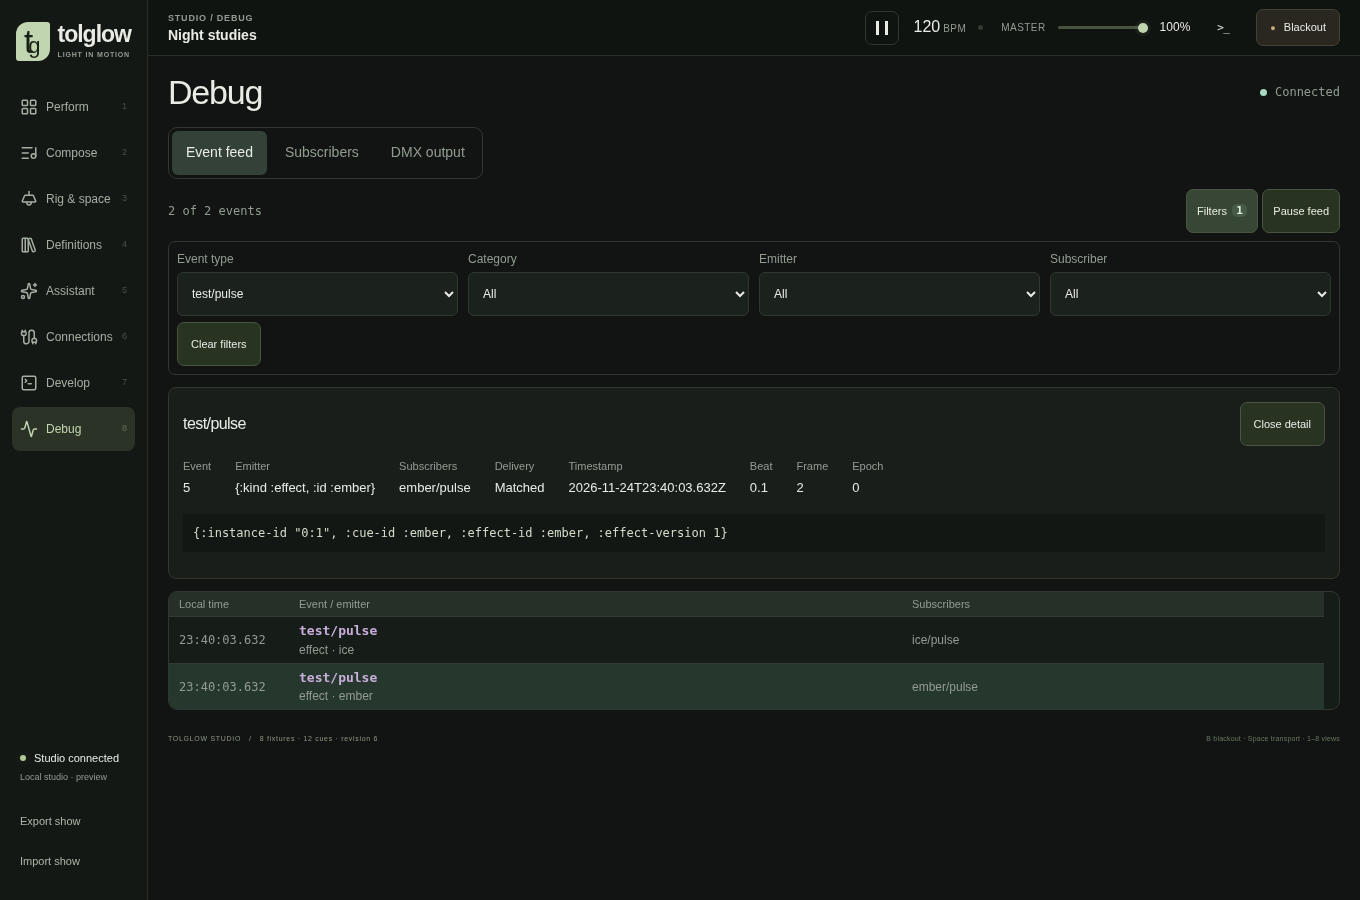 tg tolglow
LIGHT IN MOTION
Perform 1
Compose 2
Rig & space 3
Definitions 4
Assistant 5
Connections 6
Develop 7
Debug 8
Studio connected
Local studio · preview
Export show
Import show
STUDIO / DEBUG
Night studies
120 BPM
MASTER
100%
>_
Blackout
Debug
Connected
Event feed
Subscribers
DMX output
2 of 2 events
Filters 1
Pause feed
Event type Category Emitter Subscriber
test/pulse All All All
Clear filters
test/pulse
Close detail
Event Emitter Subscribers Delivery Timestamp Beat Frame Epoch
5 {:kind :effect, :id :ember} ember/pulse Matched 2026-11-24T23:40:03.632Z 0.1 2 0
{:instance-id "0:1", :cue-id :ember, :effect-id :ember, :effect-version 1}
Local time Event / emitter Subscribers
23:40:03.632 test/pulse ice/pulse
effect · ice
23:40:03.632 test/pulse ember/pulse
effect · ember
TOLGLOW STUDIO / 8 fixtures · 12 cues · revision 6
B blackout · Space transport · 1–8 views